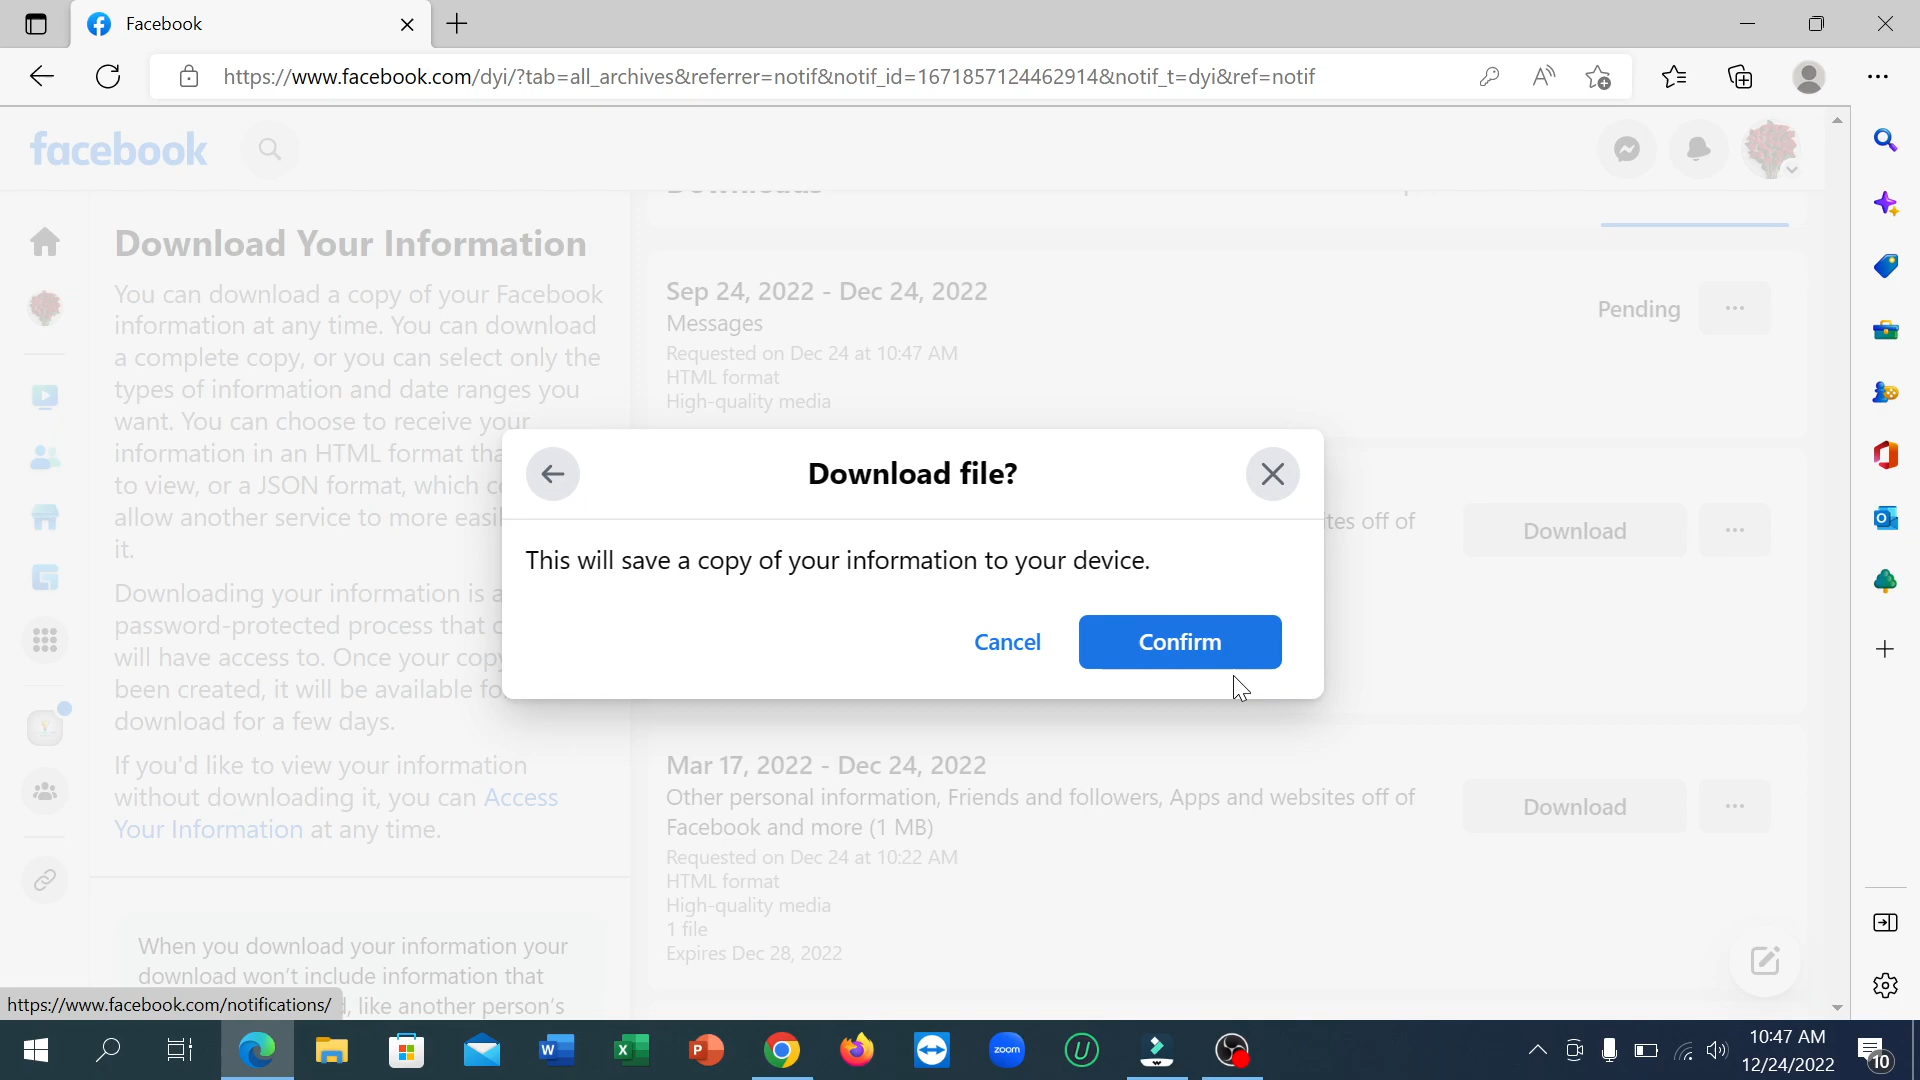 Facebook
https://www.facebook.com/dyi/?tab=all_archives&referrer=notif&notif_id=1671857124462914&notif_t=dyi&ref=notif
facebook
Download Your Information
You can download a copy of your Facebook
information at any time. You can download
a complete copy, or you can select only the
types of information and date ranges you
want. You can choose to receive your
information in an HTML format
to view, or a JSON format, which
allow another service to more
it.
Downloading your information is
password-protected process that
will have access to. Once your
been created, it will be available
download for a few days.
If you'd like to view your information
without downloading it, you can Access
Your Information at any time.
When you download your information your
download won't include information that
, like another person's
https://www.facebook.com/notifications/
Sep 24, 2022 - Dec 24, 2022
Messages
Requested on Dec 24 at 10:47 AM
HTML format
High-quality media
Pending
off of
Download
Download file?
This will save a copy of your information to your device.
Cancel
Confirm
Mar 17, 2022 - Dec 24, 2022
Other personal information, Friends and followers, Apps and websites off of
Facebook and more (1 MB)
Requested on Dec 24 at 10:22 AM
HTML format
High-quality media
1 file
Expires Dec 28, 2022
Download
zoom
10:47 AM
12/24/2022
10